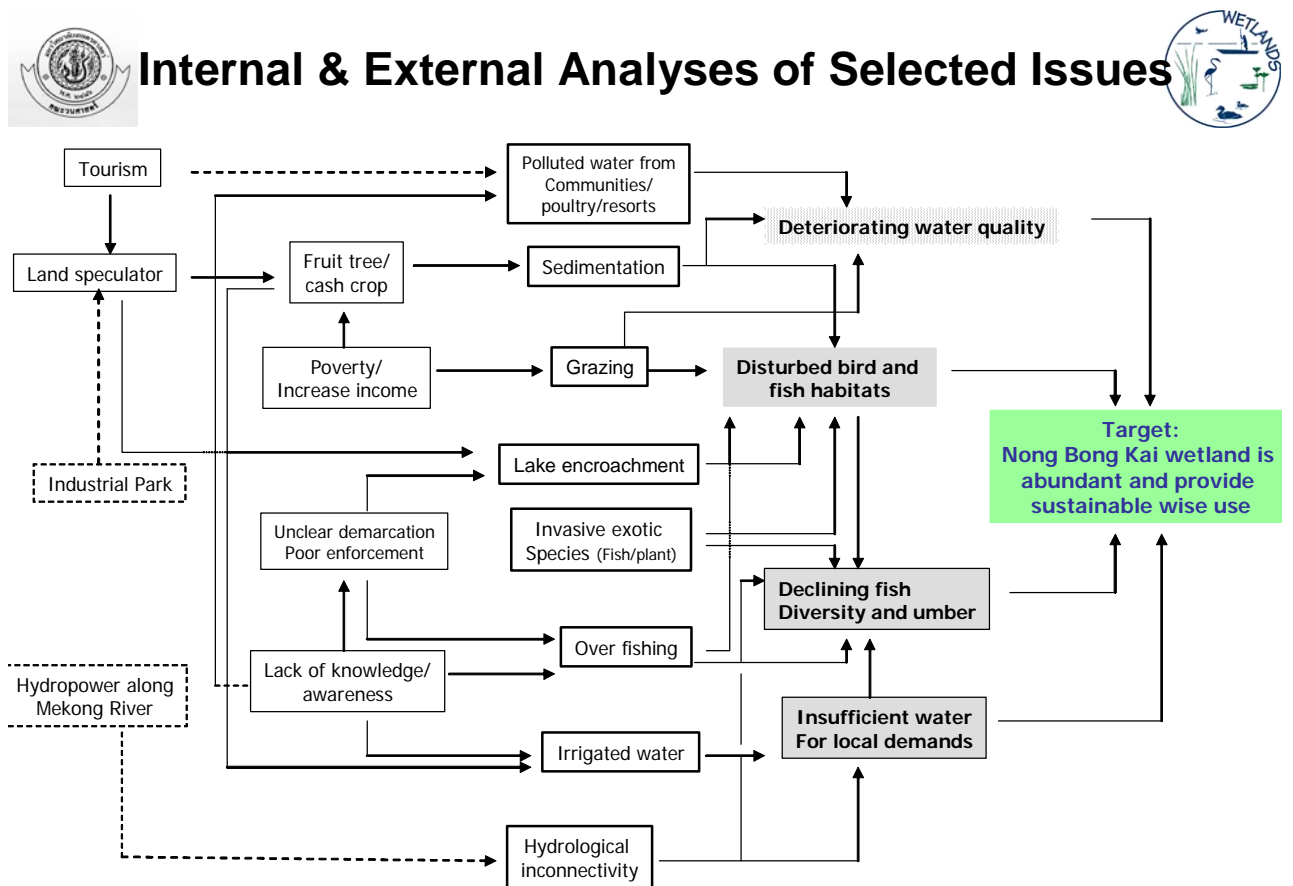 Internal & External Analyses of Selected Issues
WETLANDS
Tourism
Polluted water from
Communities/
poultry/resorts
Deteriorating water quality
Land speculator
Fruit tree/
cash crop
Sedimentation
Poverty/
Increase income
Grazing
Disturbed bird and
fish habitats
Target:
Nong Bong Kai wetland is
abundant and provide
sustainable wise use
Industrial Park
Lake encroachment
Unclear demarcation
Poor enforcement
Invasive exotic
Species (Fish/plant)
Declining fish
Diversity and umber
Over fishing
Lack of knowledge/
awareness
Hydropower along
Mekong River
Insufficient water
For local demands
Irrigated water
Hydrological
inconnectivity